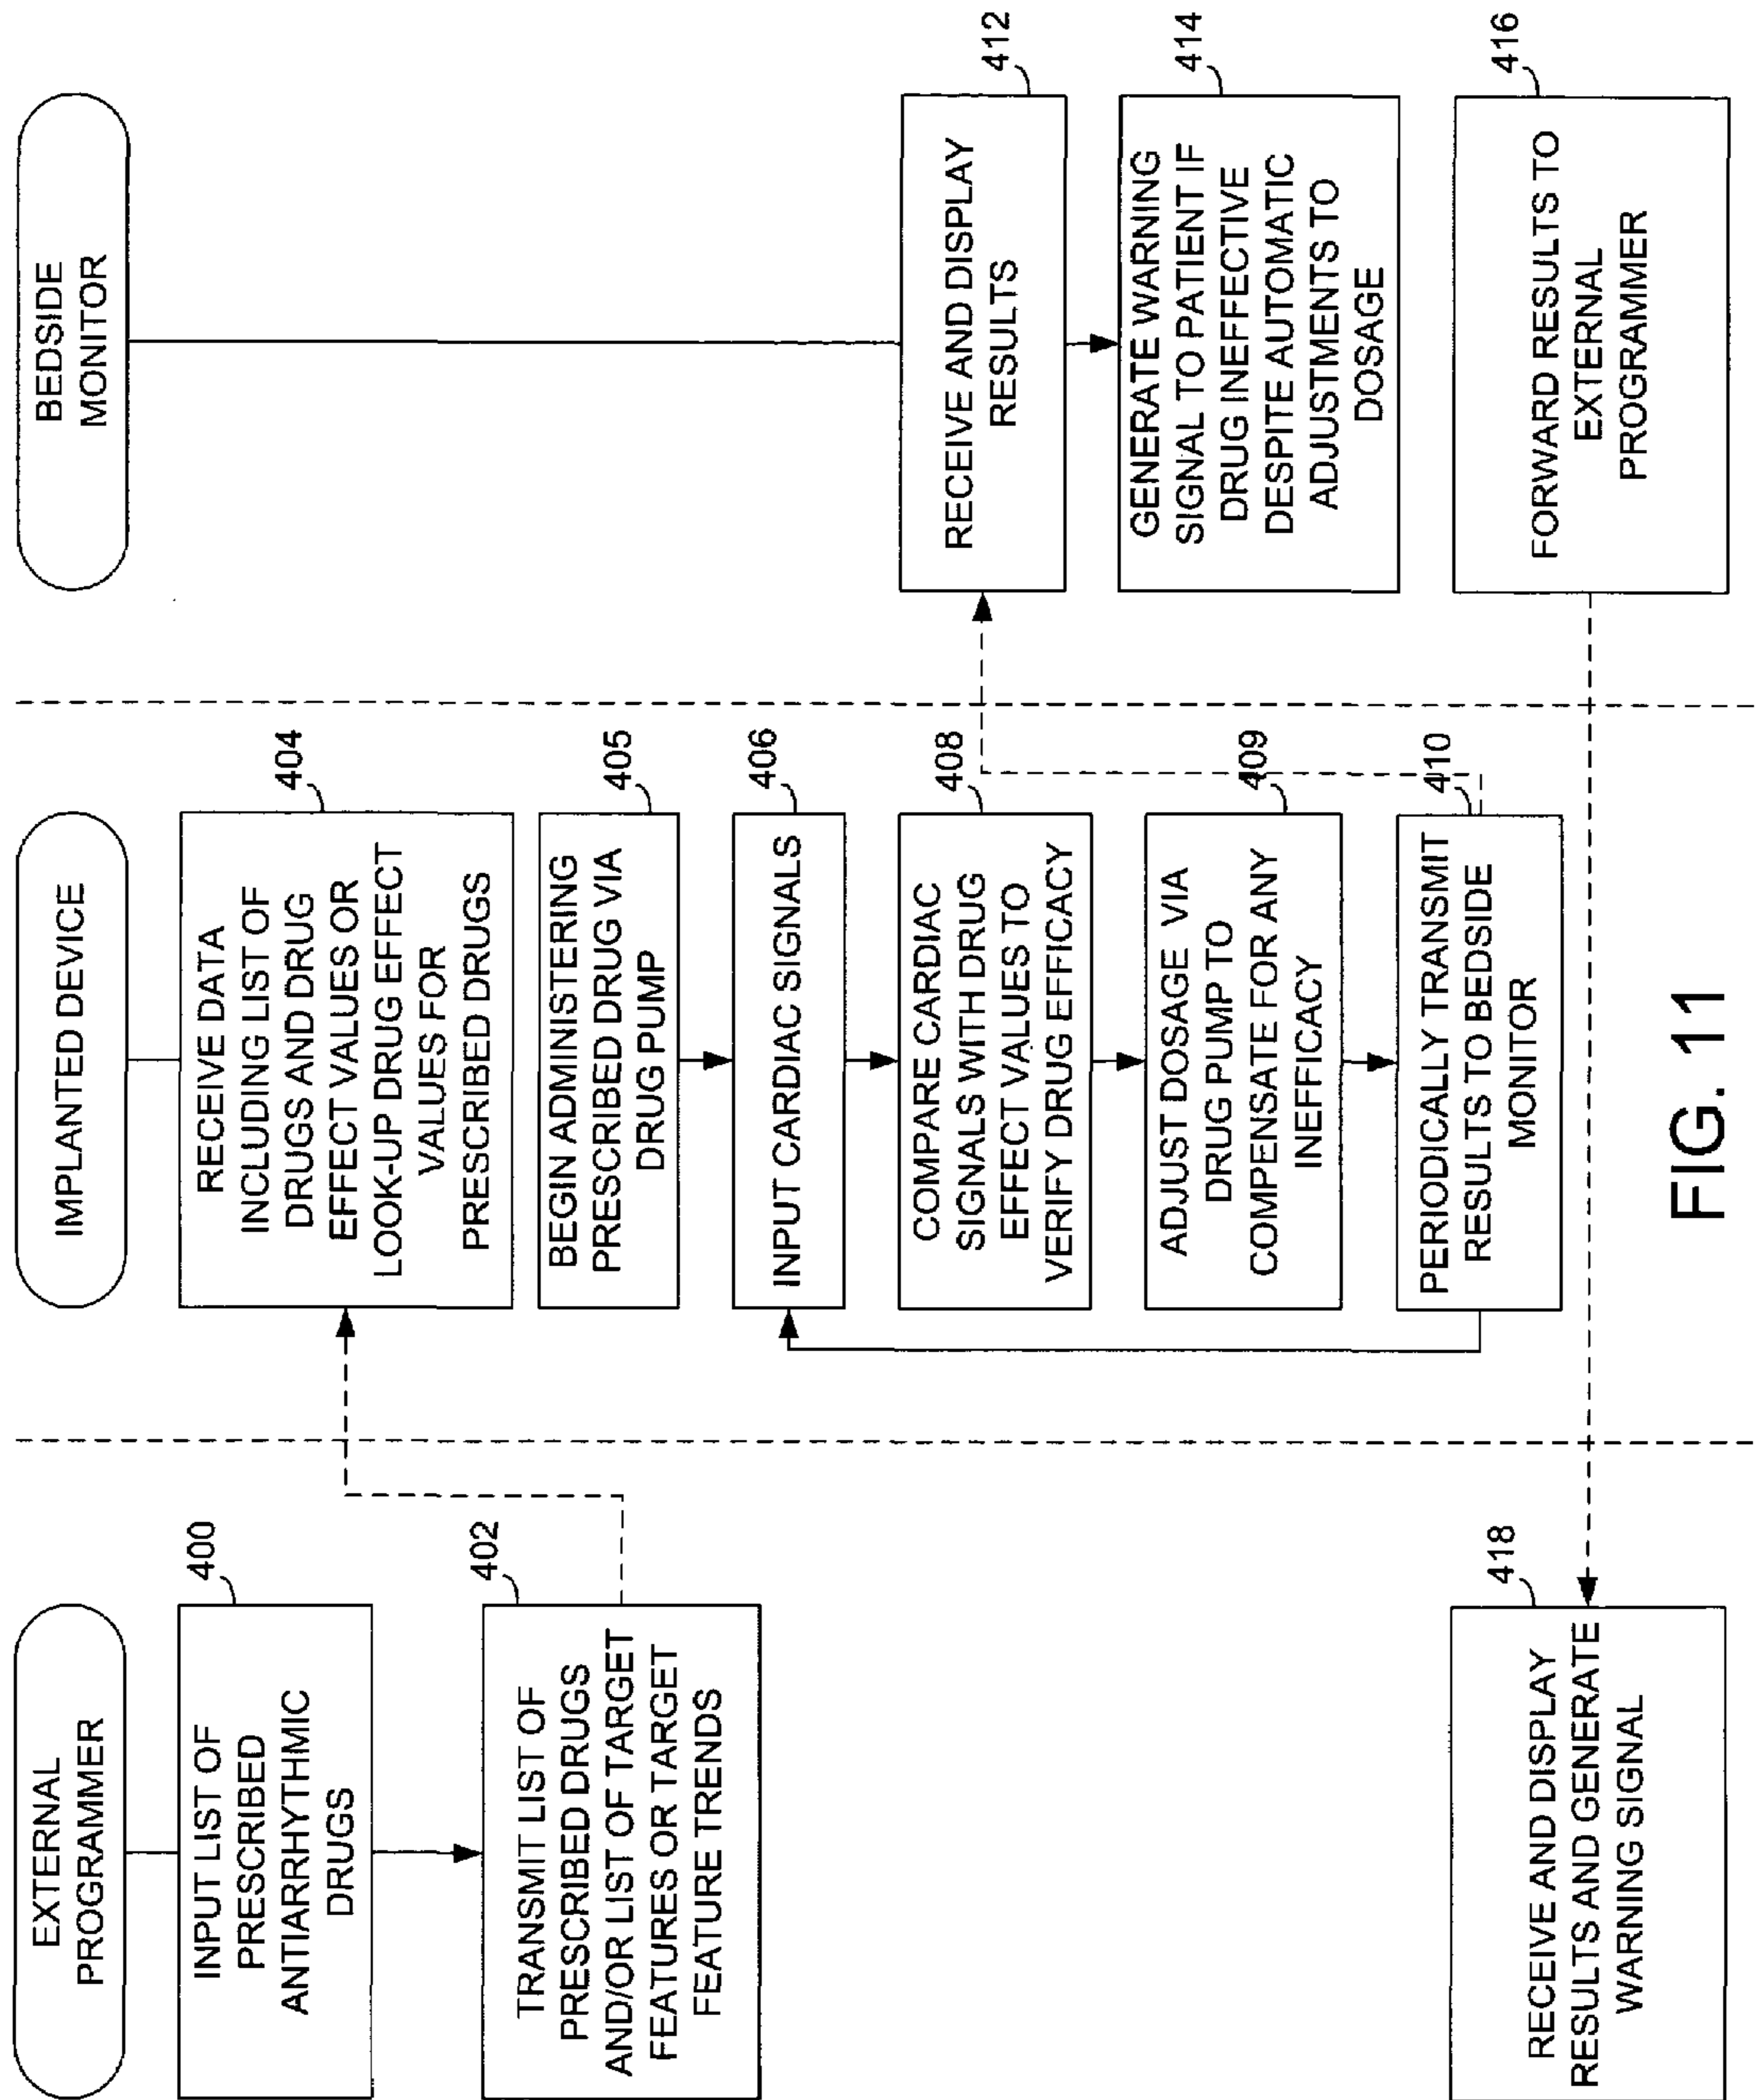 EXTERNAL
PROGRAMMER
400
INPUT LIST OF
PRESCRIBED
ANTIARRHYTHMIC
DRUGS
402
TRANSMIT LIST OF
PRESCRIBED DRUGS
AND/OR LIST OF TARGET
FEATURES OR TARGET
FEATURE TRENDS
418
RECEIVE AND DISPLAY
RESULTS AND GENERATE
WARNING SIGNAL
IMPLANTED DEVICE
404
RECEIVE DATA
INCLUDING LIST OF
DRUGS AND DRUG
EFFECT VALUES OR
LOOK-UP DRUG EFFECT
VALUES FOR
PRESCRIBED DRUGS
405
BEGIN ADMINISTERING
PRESCRIBED DRUG VIA
DRUG PUMP
406
INPUT CARDIAC SIGNALS
408
COMPARE CARDIAC
SIGNALS WITH DRUG
EFFECT VALUES TO
VERIFY DRUG EFFICACY
409
ADJUST DOSAGE VIA
DRUG PUMP TO
COMPENSATE FOR ANY
INEFFICACY
410
PERIODICALLY TRANSMIT
RESULTS TO BEDSIDE
MONITOR
BEDSIDE
MONITOR
412
RECEIVE AND DISPLAY
RESULTS
414
GENERATE WARNING
SIGNAL TO PATIENT IF
DRUG INEFFECTIVE
DESPITE AUTOMATIC
ADJUSTMENTS TO
DOSAGE
416
FORWARD RESULTS TO
EXTERNAL
PROGRAMMER
FIG. 11